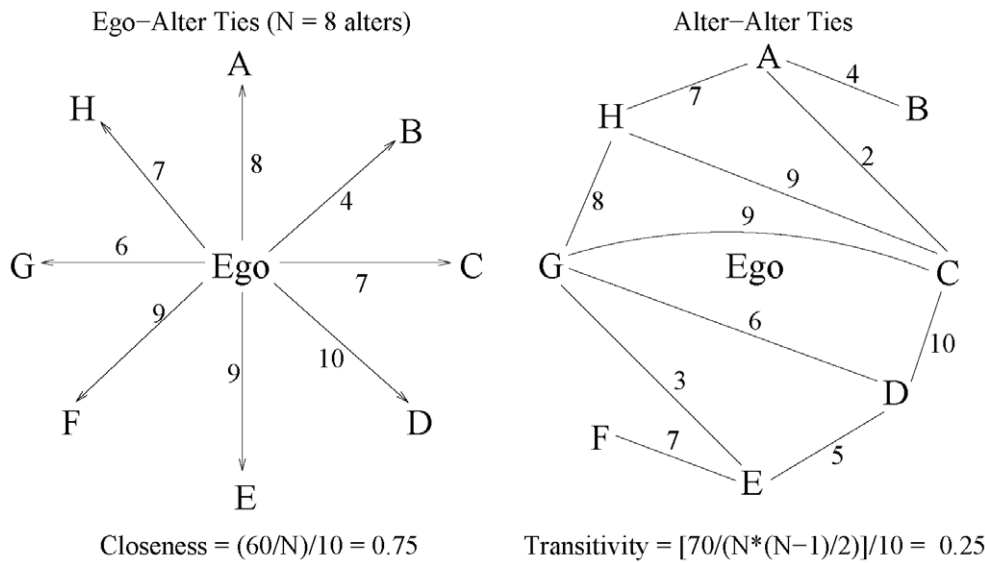 Ego−Alter Ties (N = 8 alters)
A
H
B
7
8
4
G
6
Ego
7
C
9
9
10
F
D
E
Closeness = (60/N)/10 = 0.75
Alter−Alter Ties
A
4
B
7
H
2
9
8
9
G
Ego
C
6
10
3
D
F
7
5
E
Transitivity = [70/(N*(N−1)/2)]/10 = 0.25